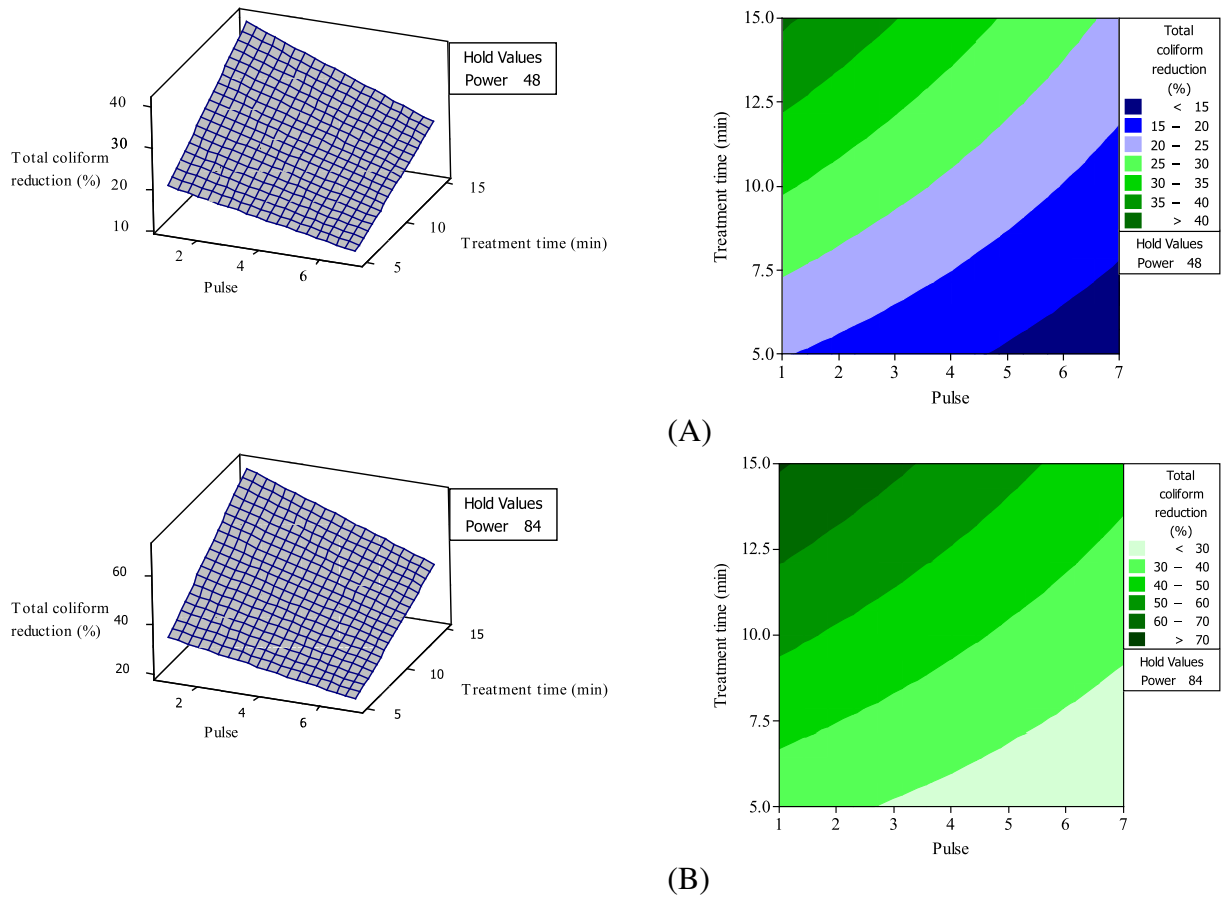 Hold Values
Power 48
40
30
20
10
Total coliform
reduction (%)
2
4
6
Pulse
5
10
15
Treatment time (min)
15.0
12.5
10.0
7.5
5.0
Treatment time (min)
1 2 3 4 5 6 7
Pulse
Total
coliform
reduction
(%)
< 15
15 – 20
20 – 25
25 – 30
30 – 35
35 – 40
> 40
Hold Values
Power 48
(A)
Hold Values
Power 84
60
40
20
Total coliform
reduction (%)
2
4
6
Pulse
5
10
15
Treatment time (min)
15.0
12.5
10.0
7.5
5.0
Treatment time (min)
1 2 3 4 5 6 7
Pulse
Total
coliform
reduction
(%)
< 30
30 – 40
40 – 50
50 – 60
60 – 70
> 70
Hold Values
Power 84
(B)